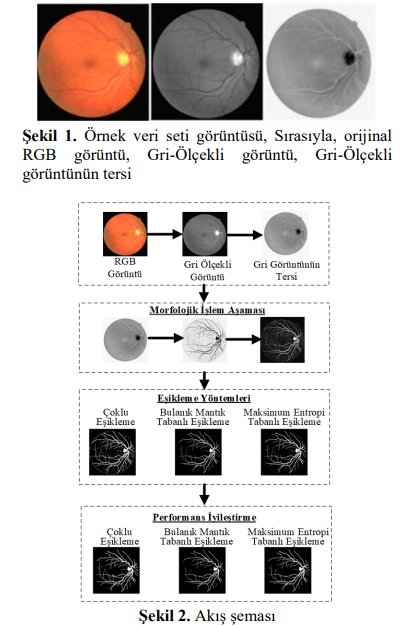 Şekil 1. Örnek veri seti görüntüsü, Sırasıyla, orijinal
RGB görüntü, Gri-Ölçekli görüntü, Gri-Ölçekli
görüntünün tersi
RGB
Görüntü
Gri Ölçekli
Görüntü
Gri Görüntünün
Tersi
Morfolojik İşlem Aşaması
Eşikleme Yöntemleri
Çoklu
Eşikleme
Bulanık Mantık
Tabanlı Eşikleme
Maksimum Entropi
Tabanlı Eşikleme
Performans İvileştirme
Çoklu
Eşikleme
Bulanık Mantık
Tabanlı Eşikleme
Maksimum Entropi
Tabanlı Eşikleme
Şekil 2. Akış şeması